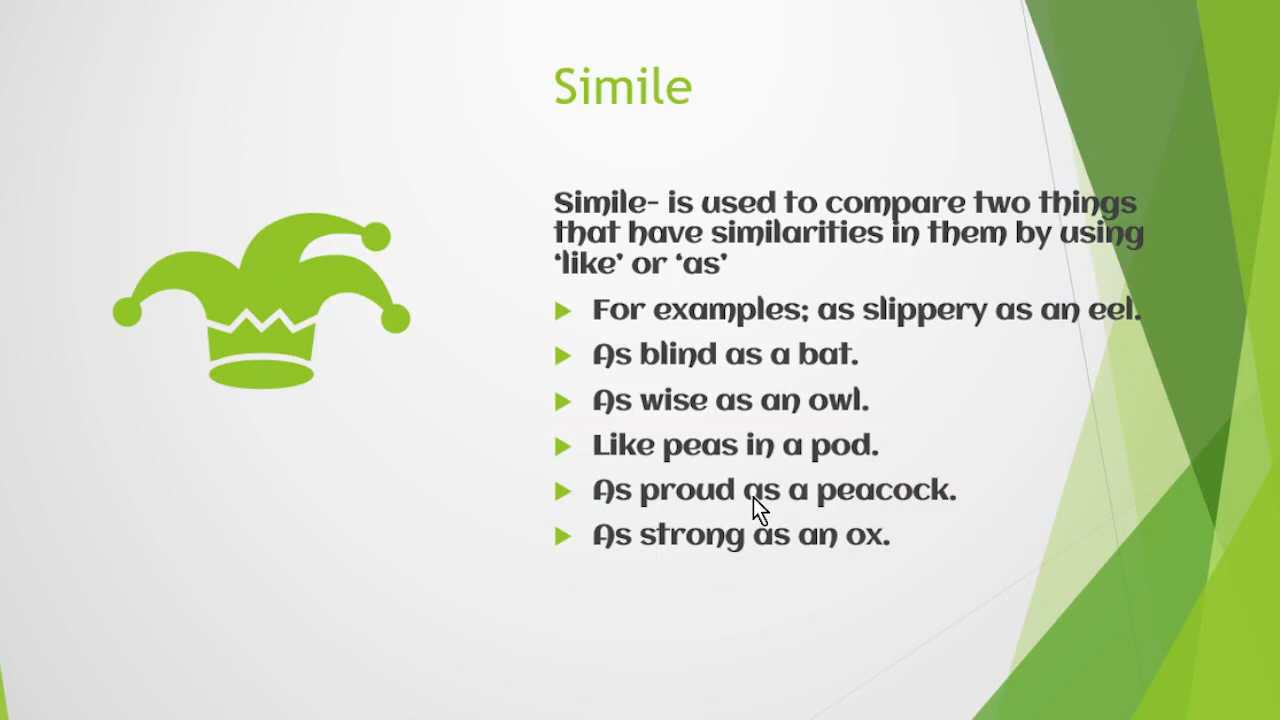 Simile
Simile- is used to compare two things
that have similarities in them by using
‘like’ or ‘as’
For examples; as slippery as an eel.
As blind as a bat.
As wise as an owl.
Like peas in a pod.
As proud as a peacock.
As strong as an ox.